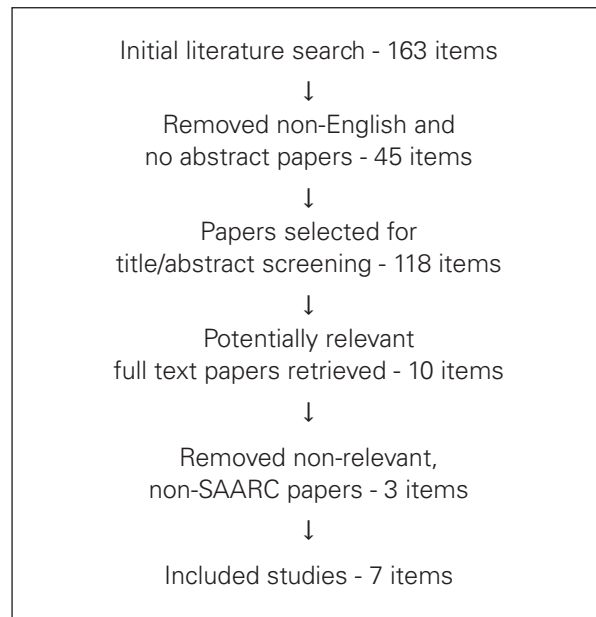 Initial literature search - 163 items
↓
Removed non-English and
no abstract papers - 45 items
↓
Papers selected for
title/abstract screening - 118 items
↓
Potentially relevant
full text papers retrieved - 10 items
↓
Removed non-relevant,
non-SAARC papers - 3 items
↓
Included studies - 7 items